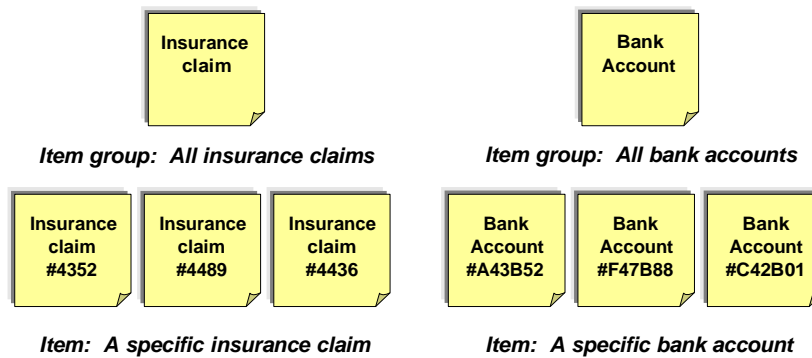 Insurance
claim
Bank
Account
Item group: All insurance claims
Item group: All bank accounts
Insurance
claim
#4352
Insurance
claim
#4489
Insurance
claim
#4436
Bank
Account
#A43B52
Bank
Account
#F47B88
Bank
Account
#C42B01
Item: A specific insurance claim
Item: A specific bank account